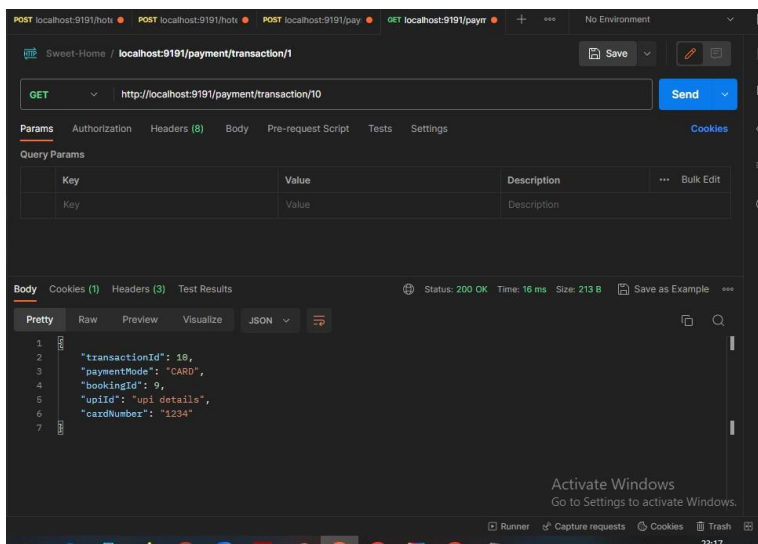 POST localhost:9191/hote POST localhost:9191/hote POST localhost:9191/pay GET localhost:9191/paym + No Environment
HTTP Sweet-Home / localhost:9191/payment/transaction/1 Save
GET http://localhost:9191/payment/transaction/10 Send
Params Authorization Headers (8) Body Pre-request Script Tests Settings Cookies
Query Params
Key Value Description Bulk Edit
Key Value Description
Body Cookies (1) Headers (3) Test Results Status: 200 OK Time: 16 ms Size: 213 B Save as Example
Pretty Raw Preview Visualize JSON
1 {
2 "transactionId": 10,
3 "paymentMode": "CARD",
4 "bookingId": 9,
5 "upiId": "upi details",
6 "cardNumber": "1234"
7 }
Activate Windows
Go to Settings to activate Windows.
Runner Capture requests Cookies Trash
23:17